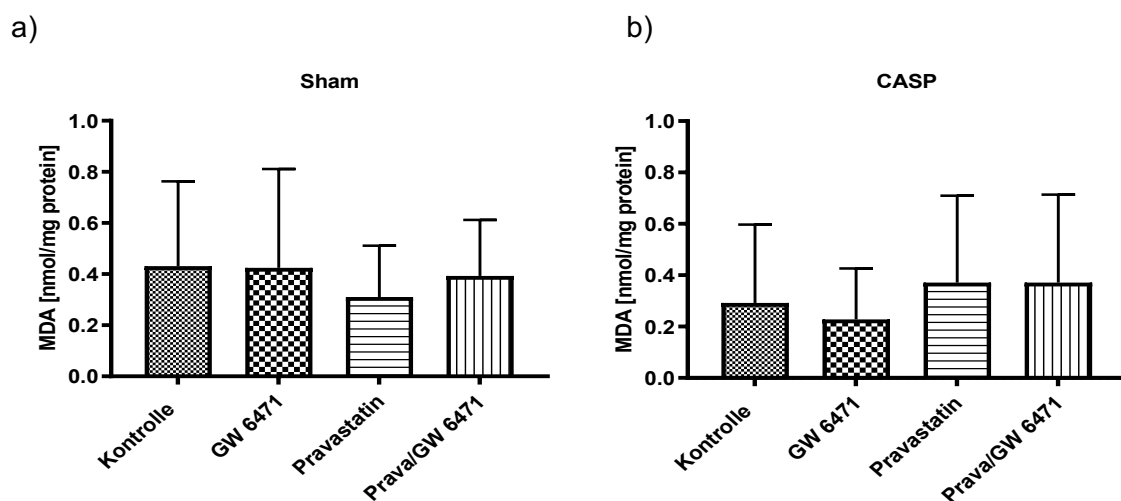 a)
Sham
MDA [nmol/mg protein]
1.0
0.8
0.6
0.4
0.2
0.0
Kontrolle
GW 6471
Pravastatin
Prava/GW 6471
b)
CASP
MDA [nmol/mg protein]
1.0
0.8
0.6
0.4
0.2
0.0
Kontrolle
GW 6471
Pravastatin
Prava/GW 6471